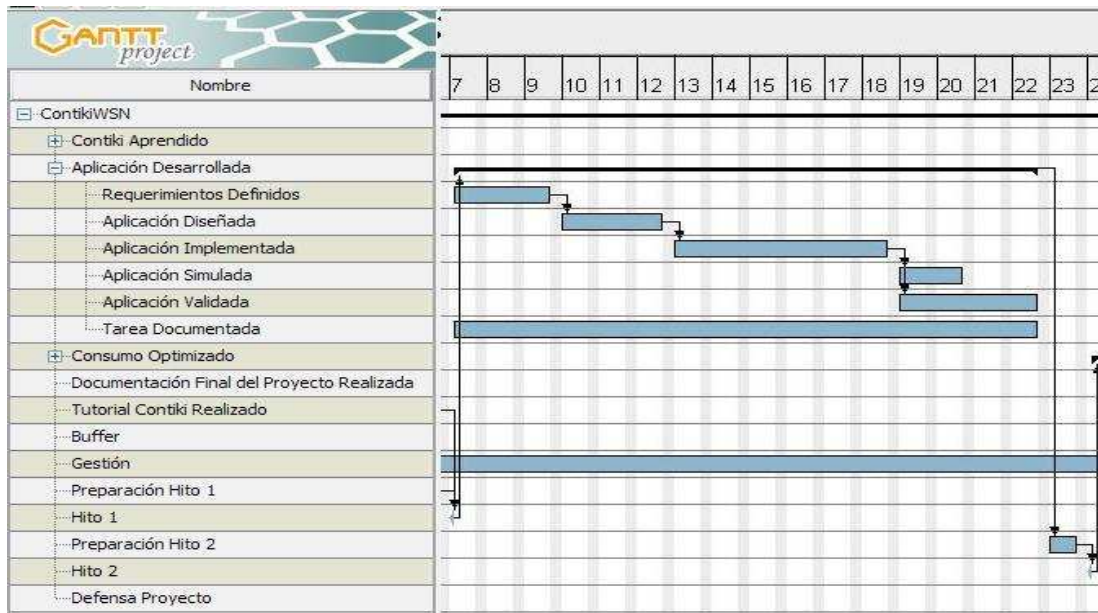 GANTT
project
Nombre
7 8 9 10 11 12 13 14 15 16 17 18 19 20 21 22 23 2
ContikiWSN
Contiki Aprendido
Aplicación Desarrollada
Requerimientos Definidos
Aplicación Diseñada
Aplicación Implementada
Aplicación Simulada
Aplicación Validada
Tarea Documentada
Consumo Optimizado
Documentación Final del Proyecto Realizada
Tutorial Contiki Realizado
Buffer
Gestión
Preparación Hito 1
Hito 1
Preparación Hito 2
Hito 2
Defensa Proyecto